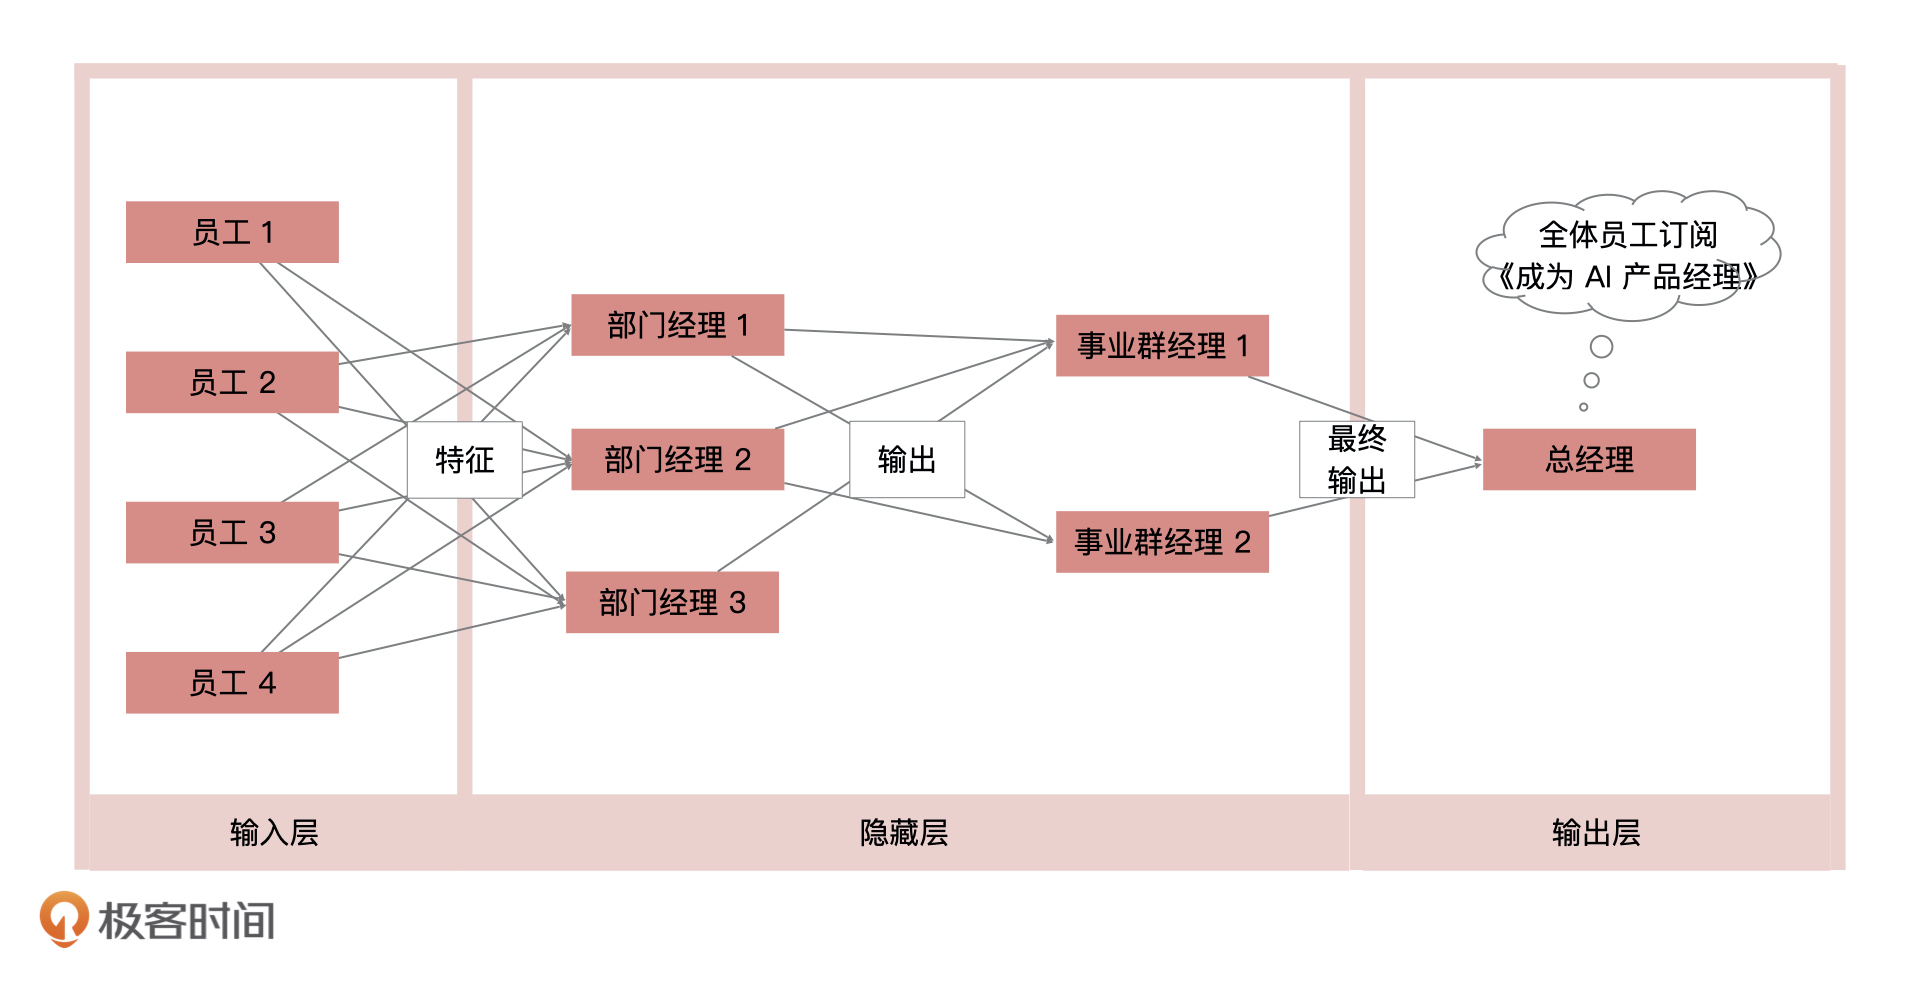 员工 1
员工 2
员工 3
员工 4
特征
部门经理 1
部门经理 2
部门经理 3
输出
事业群经理 1
事业群经理 2
最终
输出
全体员工订阅
《成为 AI 产品经理》
总经理
输入层
隐藏层
输出层
极客时间